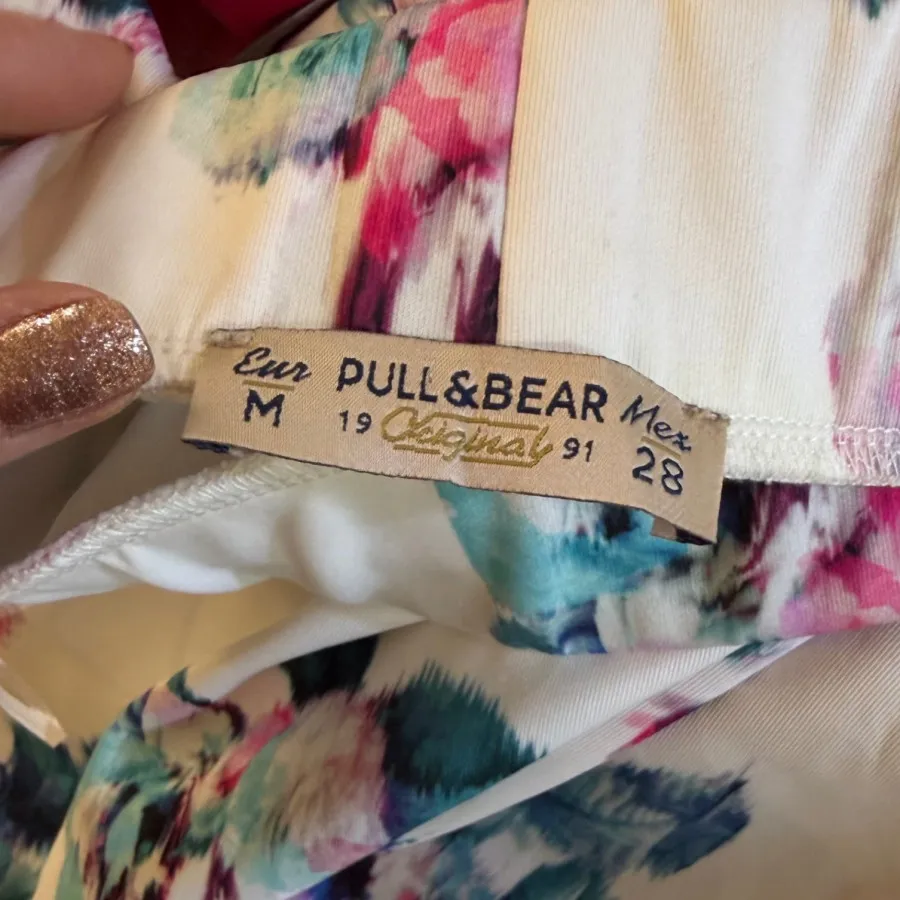 Eur PULL&BEAR Mex
M 19 Original 91 28